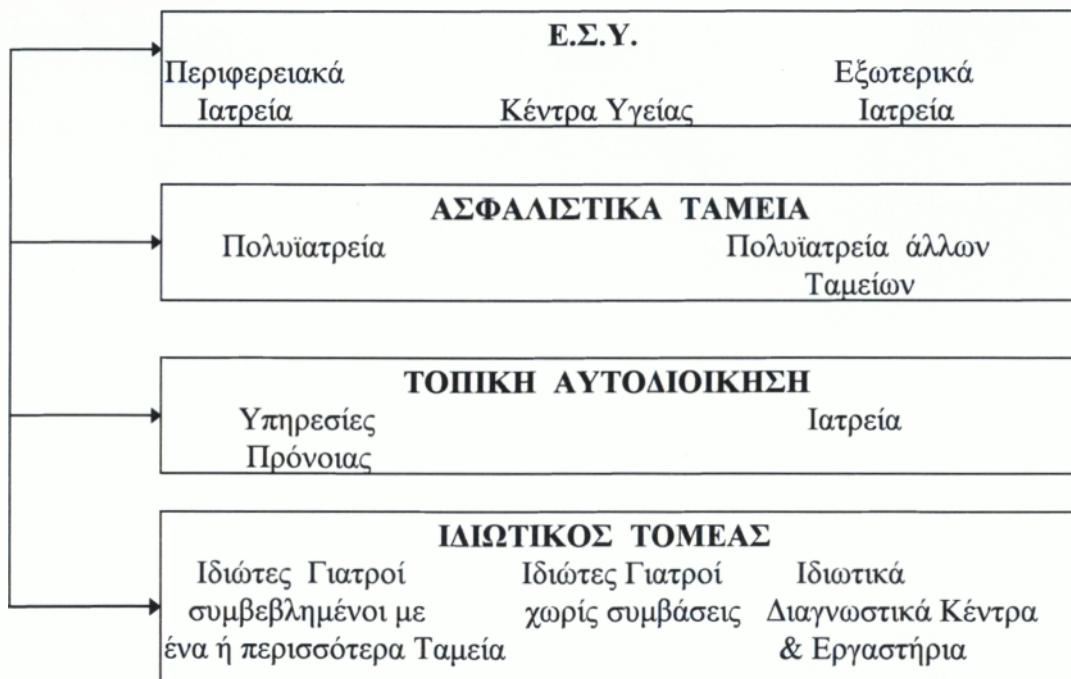 Ε.Σ.Υ.
Περιφερειακά Εξωτερικά
Ιατρεία Κέντρα Υγείας Ιατρεία
ΑΣΦΑΛΙΣΤΙΚΑ ΤΑΜΕΙΑ
Πολυϊατρεία Πολυϊατρεία άλλων
Ταμείων
ΤΟΠΙΚΗ ΑΥΤΟΔΙΟΙΚΗΣΗ
Υπηρεσίες Ιατρεία
Πρόνοιας
ΙΔΙΩΤΙΚΟΣ ΤΟΜΕΑΣ
Ιδιώτες Γιατροί Ιδιώτες Γιατροί Ιδιωτικά
συμβεβλημένοι με χωρίς συμβάσεις Διαγνωστικά Κέντρα
ένα ή περισσότερα Ταμεία & Εργαστήρια